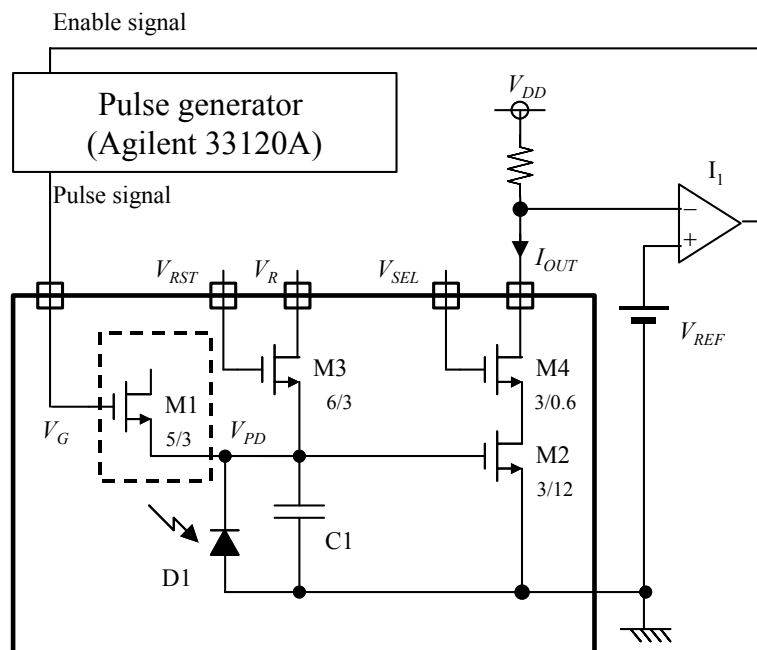 Enable signal
Pulse generator
(Agilent 33120A)
Pulse signal
V_DD
I_1
−
+
I_OUT
V_RST
V_R
V_SEL
V_REF
M3
6/3
M4
3/0.6
M1
5/3
V_G
V_PD
M2
3/12
C1
D1